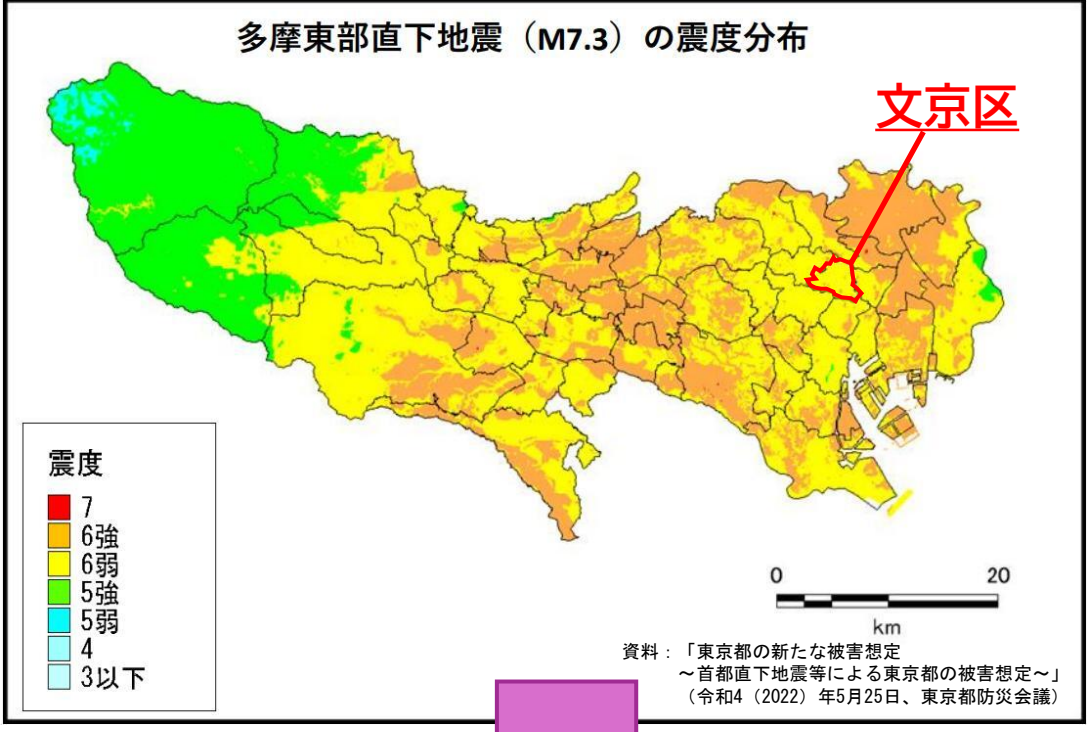 多摩東部直下地震（M7.3）の震度分布
文京区
震度
7
6強
6弱
5強
5弱
4
3以下
0 20
km
資料：「東京都の新たな被害想定
～首都直下地震等による東京都の被害想定～」
（令和4（2022）年5月25日、東京都防災会議）